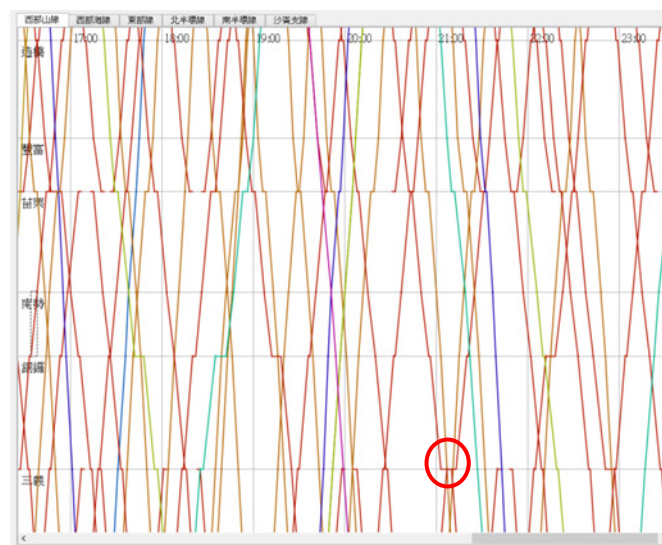 西部山線 西部海線 東部線 北半環線 南半環線 沙崙支線
17:00 18:00 19:00 20:00 21:00 22:00 23:00
造橋
豐富
苗栗
南勢
銅鑼
三義